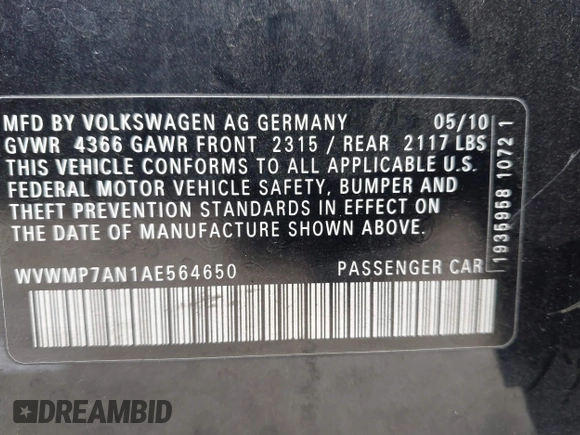 MFD BY VOLKSWAGEN AG GERMANY 05/10
GVWR 4366 GAWR FRONT 2315 / REAR 2117 LBS
THIS VEHICLE CONFORMS TO ALL APPLICABLE U.S.
FEDERAL MOTOR VEHICLE SAFETY, BUMPER AND
THEFT PREVENTION STANDARDS IN EFFECT ON
THE DATE OF MANUFACTURE SHOWN ABOVE.
WVWMP7AN1AE564650 PASSENGER CAR
1935958 1072 1
DREAMBID